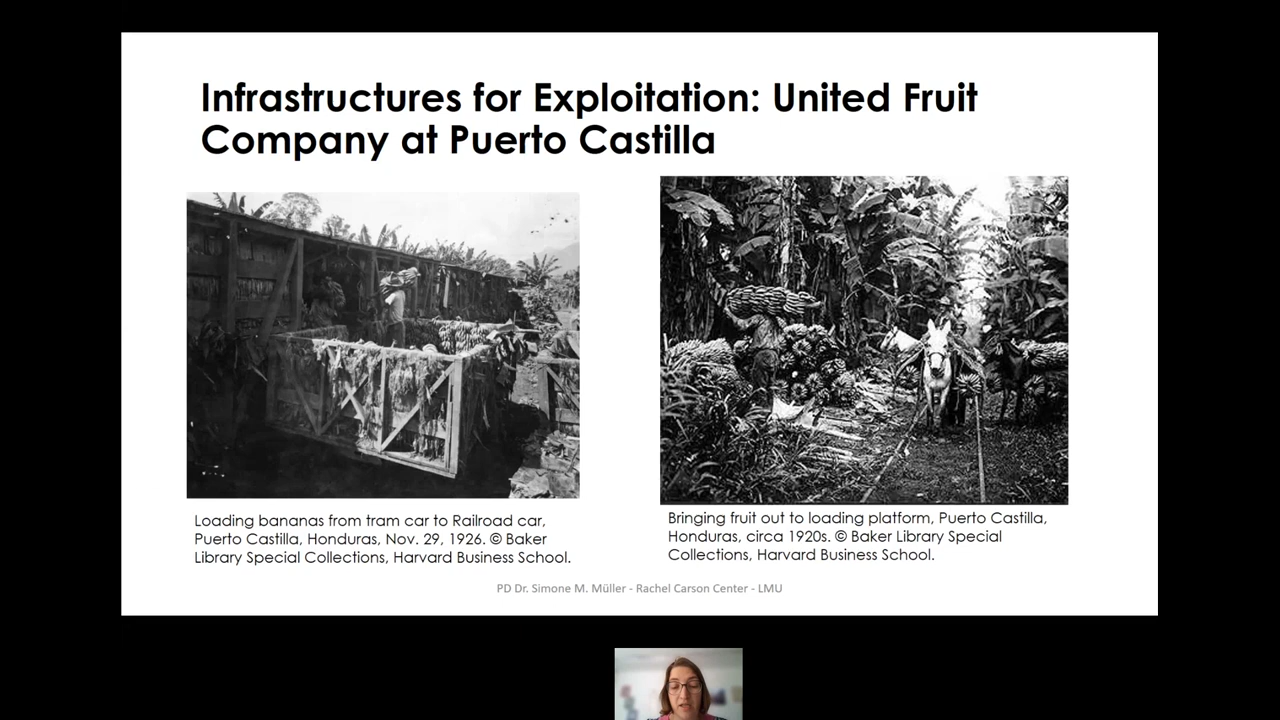 Infrastructures for Exploitation: United Fruit
Company at Puerto Castilla
Loading bananas from tram car to Railroad car,
Puerto Castilla, Honduras, Nov. 29, 1926. © Baker
Library Special Collections, Harvard Business School.
Bringing fruit out to loading platform, Puerto Castilla,
Honduras, circa 1920s. © Baker Library Special
Collections, Harvard Business School.
PD Dr. Simone M. Müller - Rachel Carson Center - LMU